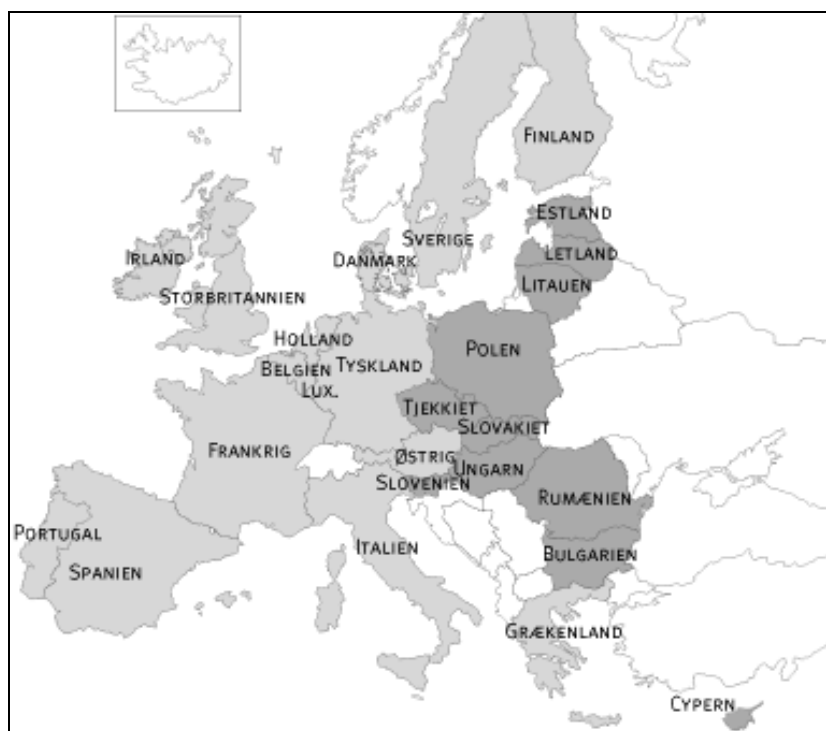 FINLAND
ESTLAND
SVERIGE
LETLAND
IRLAND
DANMARK
LITAUEN
STORBRITANNIEN
HOLLAND
POLEN
BELGIEN
TYSKLAND
LUX.
TJEKKIET
SLOVAKIET
FRANKRIG
ØSTRIG
UNGARN
SLOVENIEN
RUMÆNIEN
PORTUGAL
ITALIEN
BULGARIEN
SPANIEN
GRÆKENLAND
CYPERN